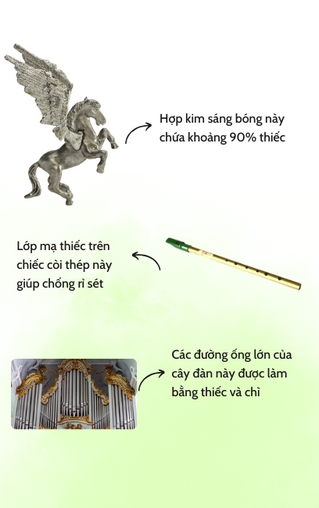 Hợp kim sáng bóng này
chứa khoảng 90% thiếc
Lớp mạ thiếc trên
chiếc còi thép này
giúp chống rỉ sét
Các đường ống lớn của
cây đàn này được làm
bằng thiếc và chì